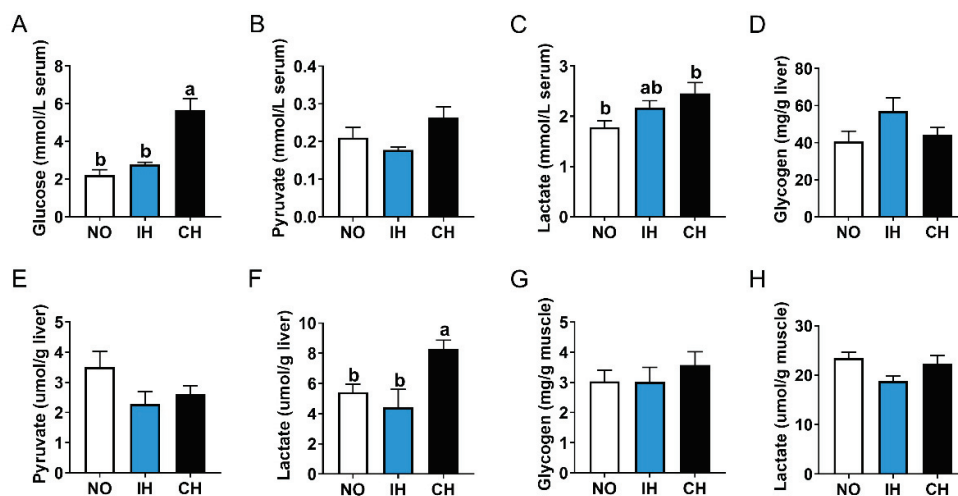 A
Glucose (mmol/L serum)
6
4
2
0
b
b
a
NO IH CH
B
Pyruvate (mmol/L serum)
0.4
0.3
0.2
0.1
0.0
NO IH CH
C
Lactate (mmol/L serum)
3
2
1
0
b
ab
b
NO IH CH
D
Glycogen (mg/g liver)
80
60
40
20
0
NO IH CH
E
Pyruvate (umol/g liver)
5
4
3
2
1
0
NO IH CH
F
Lactate (umol/g liver)
10
8
6
4
2
0
b
b
a
NO IH CH
G
Glycogen (mg/g muscle)
5
4
3
2
1
0
NO IH CH
H
Lactate (umol/g muscle)
30
20
10
0
NO IH CH